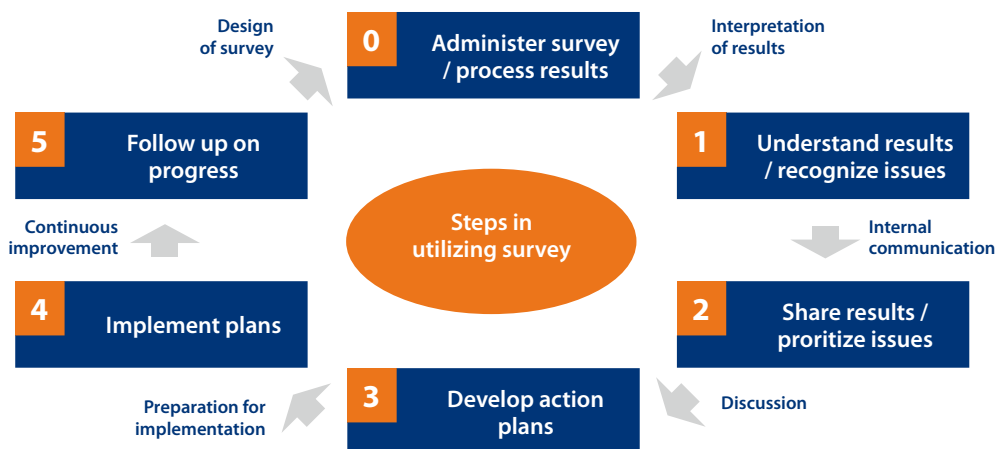 Design
of survey
0
Administer survey
/ process results
Interpretation
of results
1
Understand results
/ recognize issues
Internal
communication
2
Share results /
proritize issues
Discussion
3
Develop action
plans
Preparation for
implementation
4
Implement plans
Continuous
improvement
5
Follow up on
progress
Steps in
utilizing survey